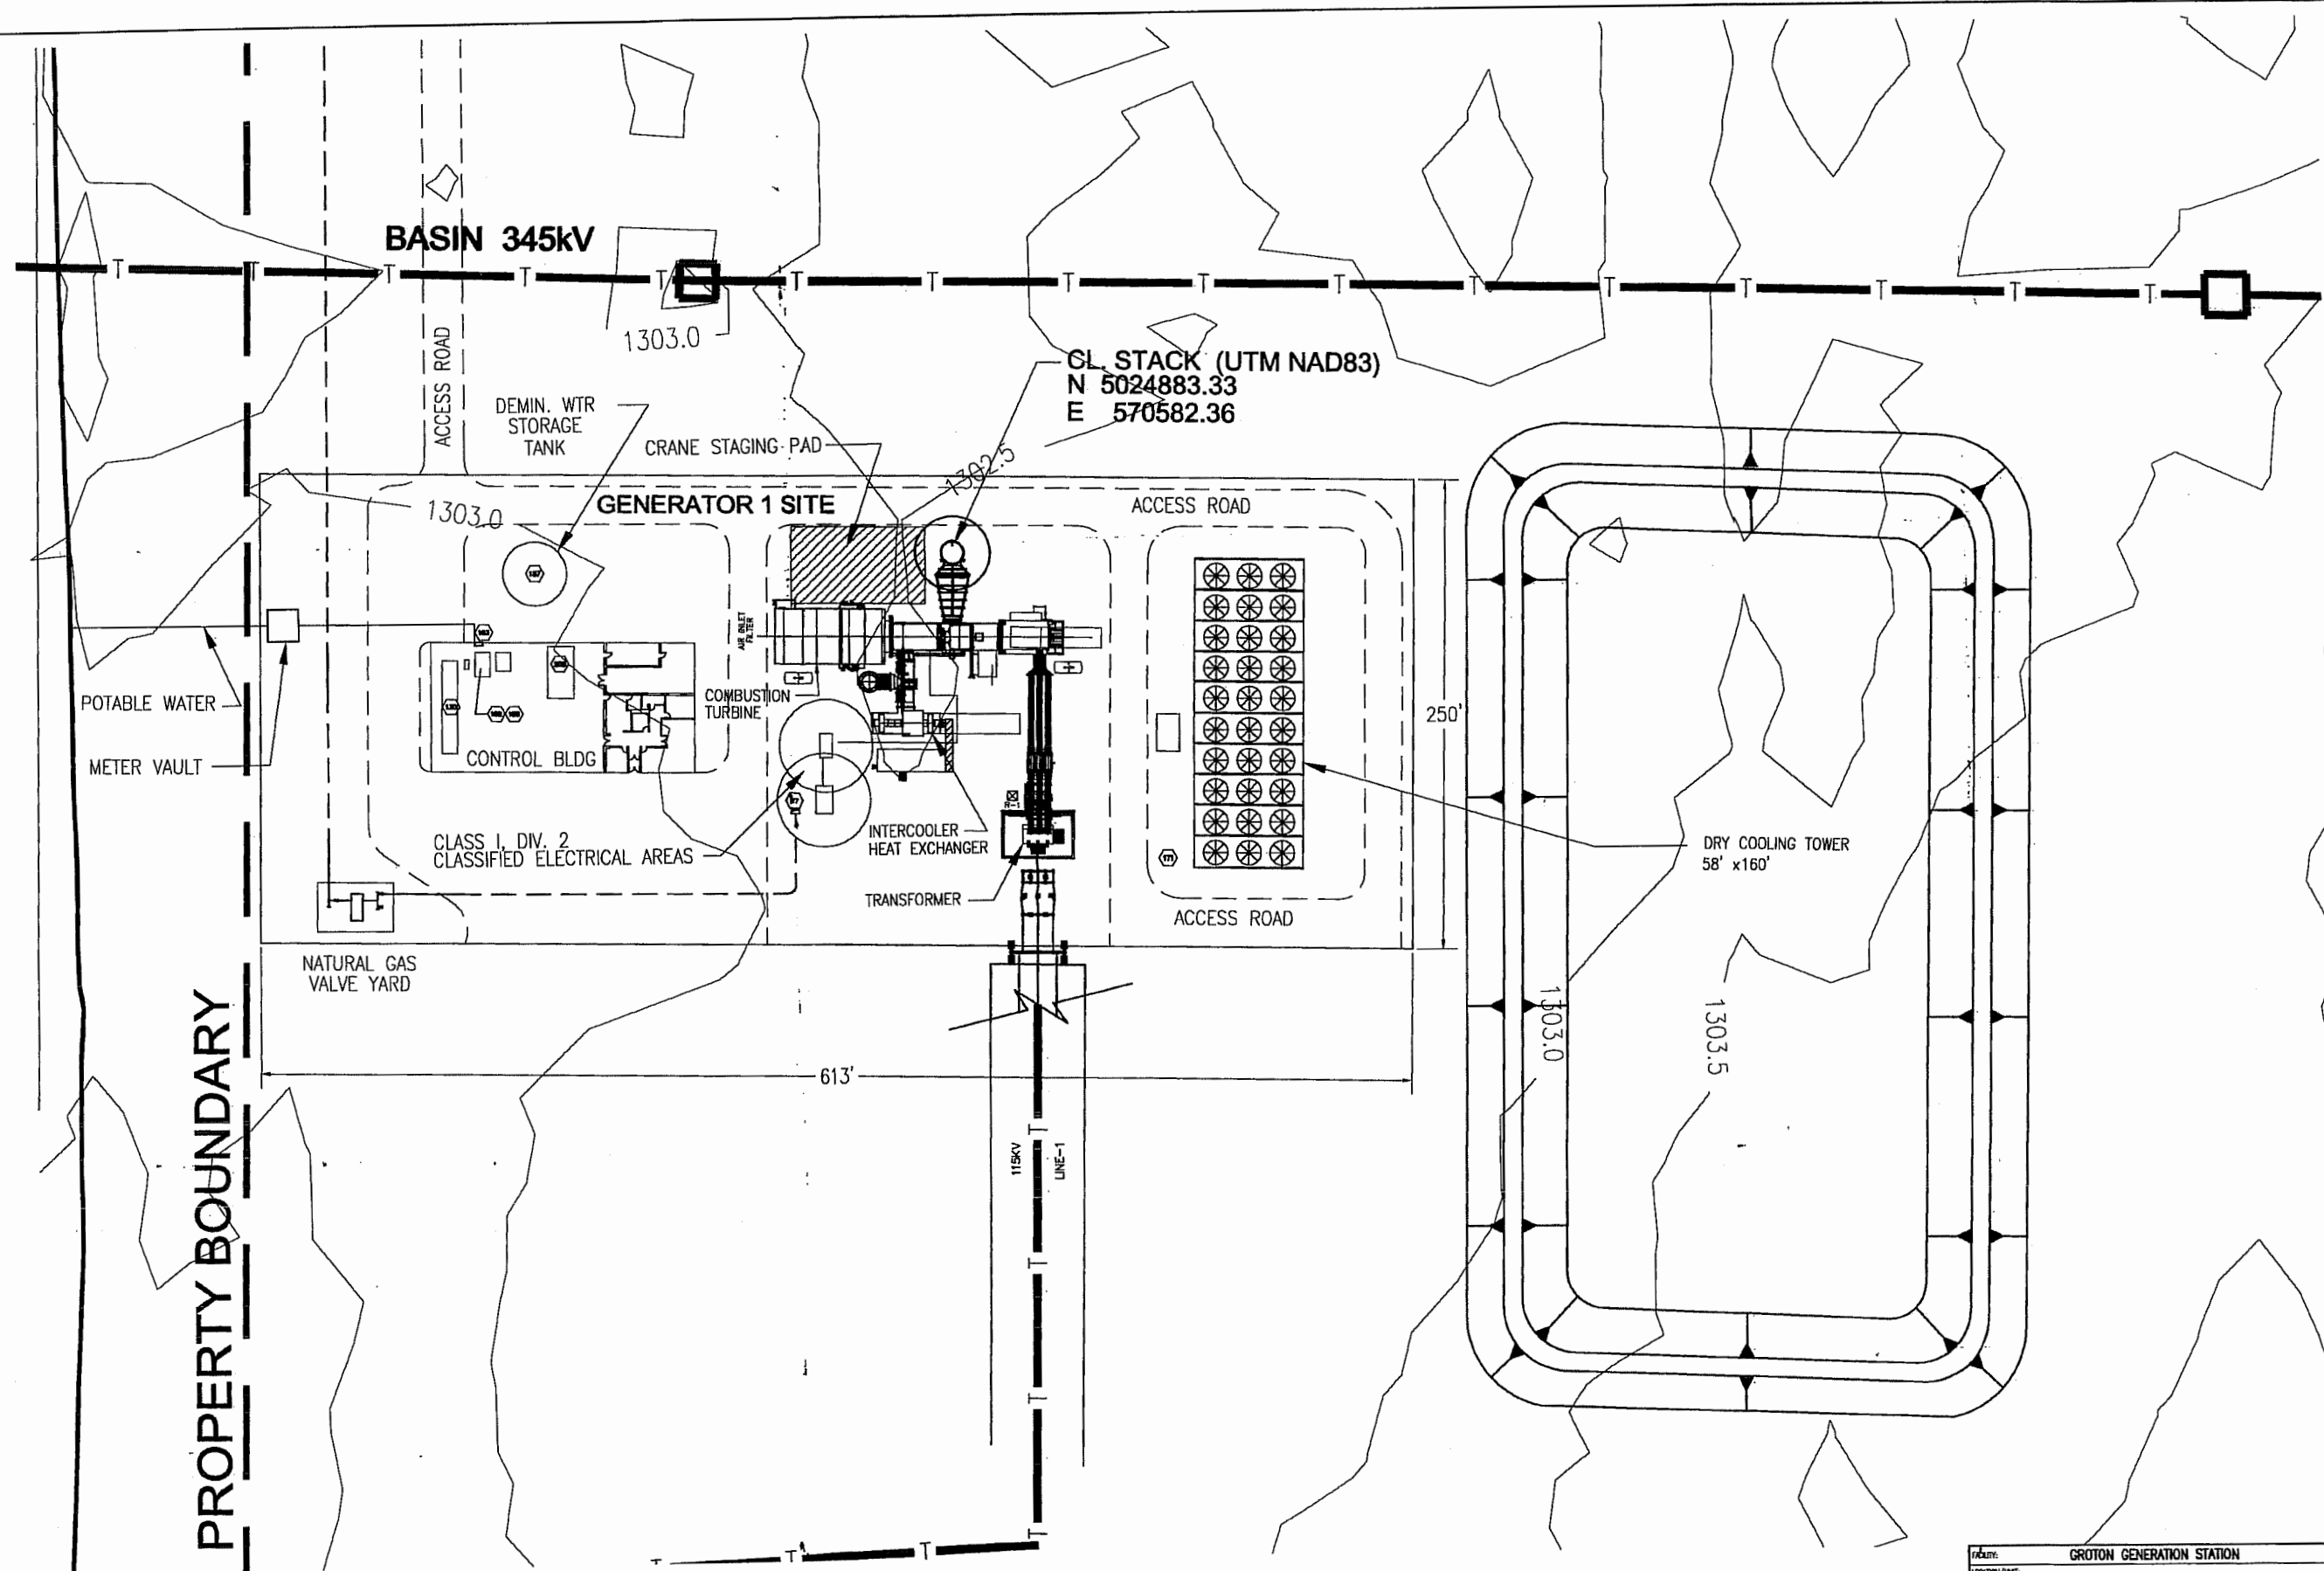 BASIN 345kV
1303.0
ACCESS ROAD
CL. STACK (UTM NAD83)
N 5024883.33
E 570582.36
DEMIN. WTR
STORAGE
TANK
CRANE STAGING PAD
1302.5
1303.0
GENERATOR 1 SITE
ACCESS ROAD
AIR INLET
FILTER
POTABLE WATER
METER VAULT
CONTROL BLDG
COMBUSTION
TURBINE
250'
CLASS I, DIV. 2
CLASSIFIED ELECTRICAL AREAS
INTERCOOLER
HEAT EXCHANGER
TRANSFORMER
171
DRY COOLING TOWER
58' x160'
ACCESS ROAD
NATURAL GAS
VALVE YARD
PROPERTY BOUNDARY
613'
1303.0
1303.5
115KV
LINE-1
FACILITY: GROTON GENERATION STATION